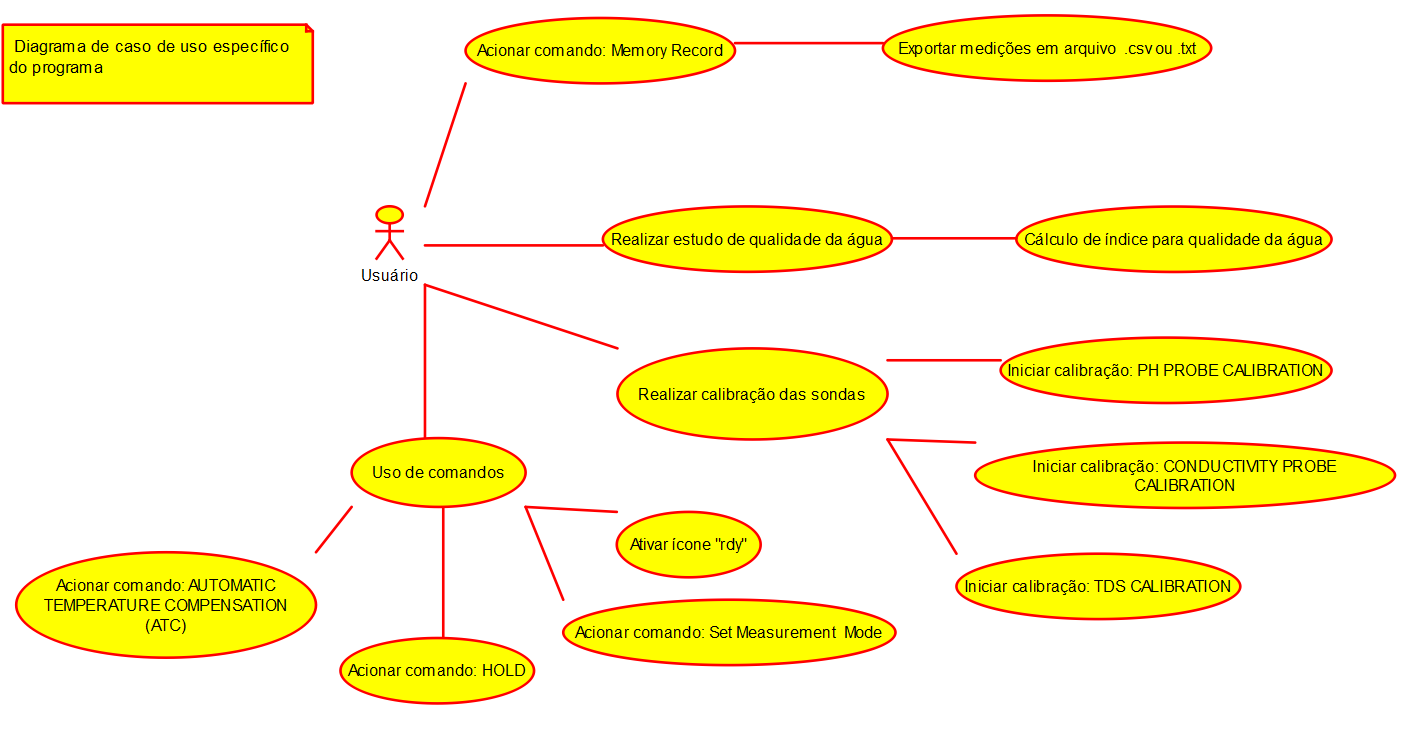 Diagrama de caso de uso específico
do programa
Acionar comando: Memory Record
Exportar medições em arquivo .csv ou .txt
Usuário
Realizar estudo de qualidade da água
Cálculo de índice para qualidade da água
Realizar calibração das sondas
Iniciar calibração: PH PROBE CALIBRATION
Iniciar calibração: CONDUCTIVITY PROBE
CALIBRATION
Iniciar calibração: TDS CALIBRATION
Uso de comandos
Ativar ícone "rdy"
Acionar comando: AUTOMATIC
TEMPERATURE COMPENSATION
(ATC)
Acionar comando: Set Measurement Mode
Acionar comando: HOLD